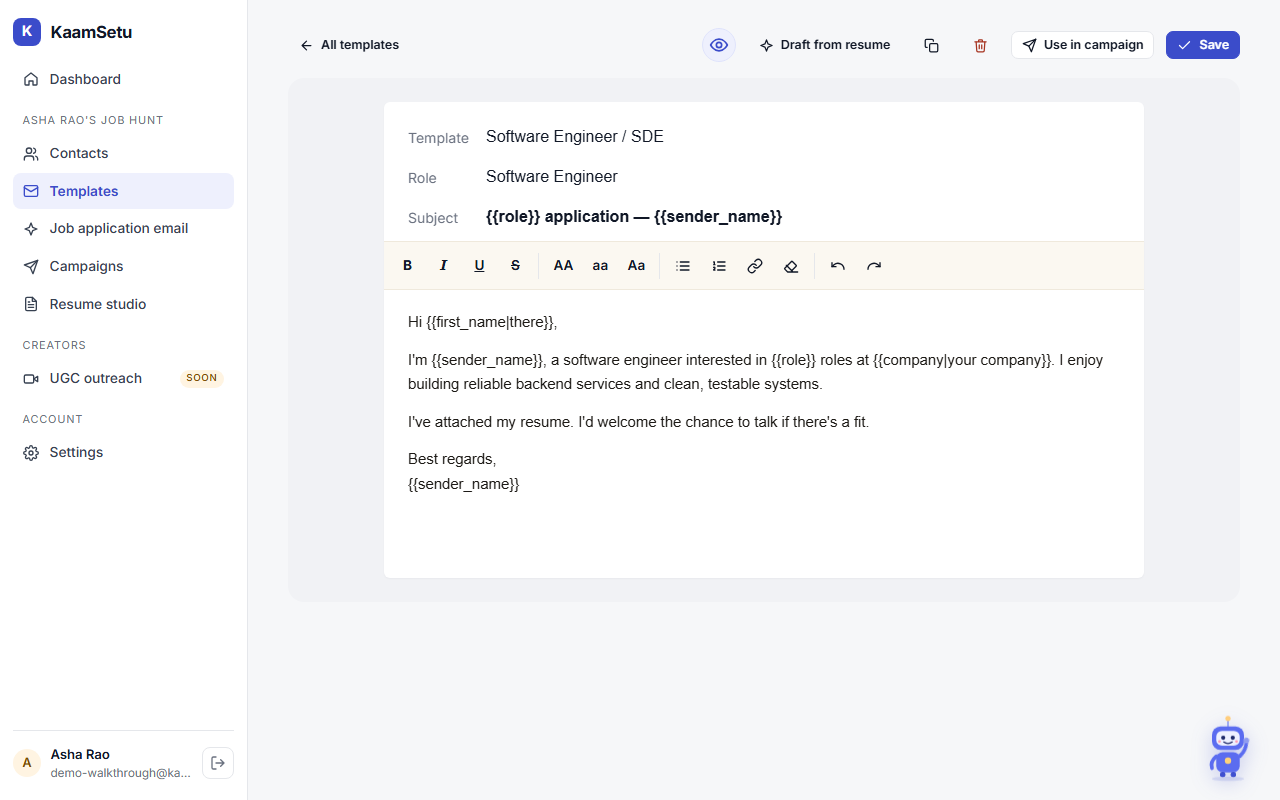 K KaamSetu
Dashboard
ASHA RAO'S JOB HUNT
Contacts
Templates
Job application email
Campaigns
Resume studio
CREATORS
UGC outreach SOON
ACCOUNT
Settings
A Asha Rao
demo-walkthrough@ka...
All templates Draft from resume Use in campaign Save
Template Software Engineer / SDE
Role Software Engineer
Subject {{role}} application — {{sender_name}}
B I U S AA aa Aa
Hi {{first_name|there}},
I'm {{sender_name}}, a software engineer interested in {{role}} roles at {{company|your company}}. I enjoy
building reliable backend services and clean, testable systems.
I've attached my resume. I'd welcome the chance to talk if there's a fit.
Best regards,
{{sender_name}}